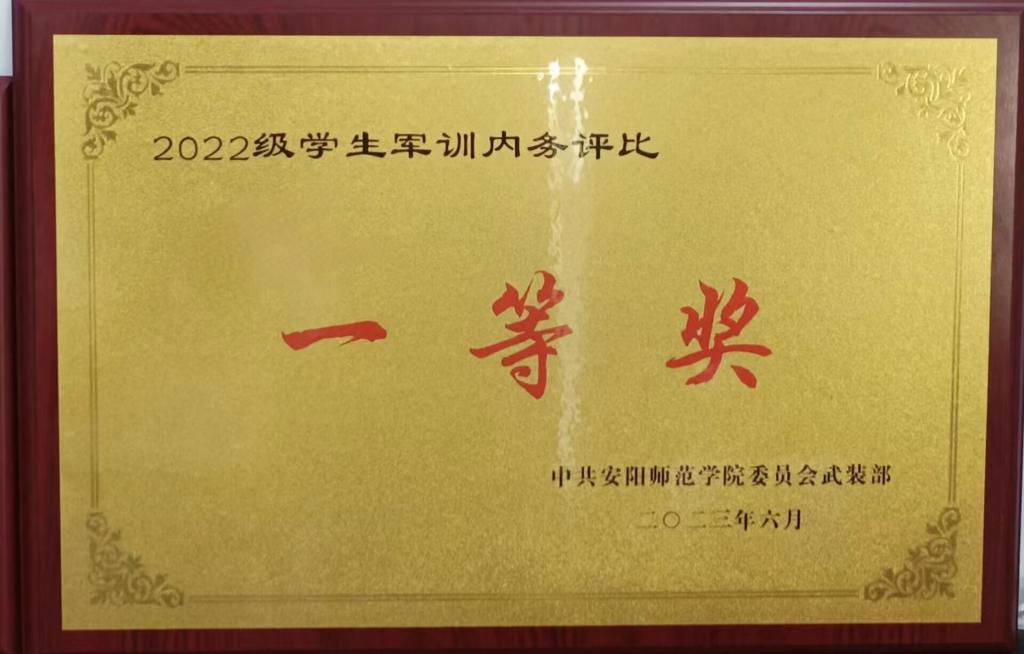 2022级学生军训内务评比
一等奖
中共安阳师范学院委员会武装部
二〇二三年六月